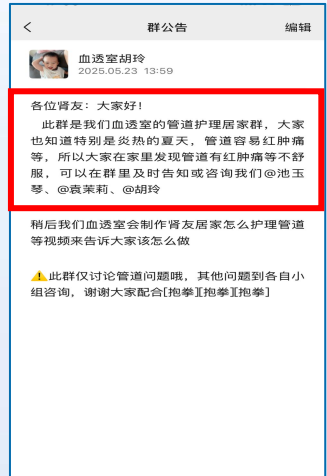 群公告
编辑
血透室胡玲
2025.05.23 13:59
各位肾友：大家好！
此群是我们血透室的管道护理居家群，大家
也知道特别是炎热的夏天，管道容易红肿痛
等，所以大家在家里发现管道有红肿痛等不舒
服，可以在群里及时告知或咨询我们@池玉
琴、@袁茉莉、@胡玲
稍后我们血透室会制作肾友居家怎么护理管道
等视频来告诉大家该怎么做
⚠️此群仅讨论管道问题哦，其他问题到各自小
组咨询，谢谢大家配合[抱拳][抱拳][抱拳]